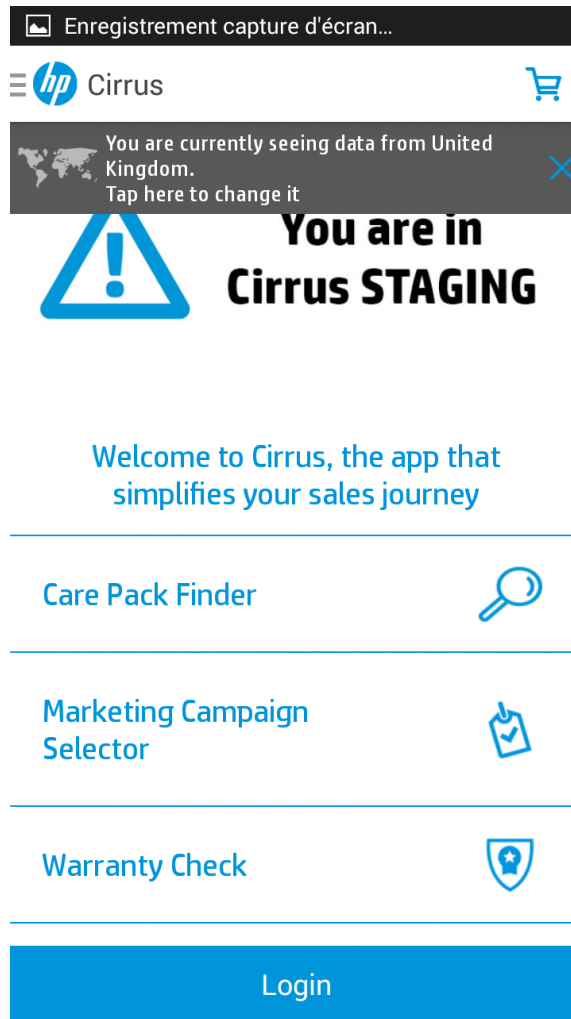 Enregistrement capture d'écran...
hp Cirrus
You are currently seeing data from United
Kingdom.
Tap here to change it
You are in
Cirrus STAGING
Welcome to Cirrus, the app that
simplifies your sales journey
Care Pack Finder
Marketing Campaign
Selector
Warranty Check
Login